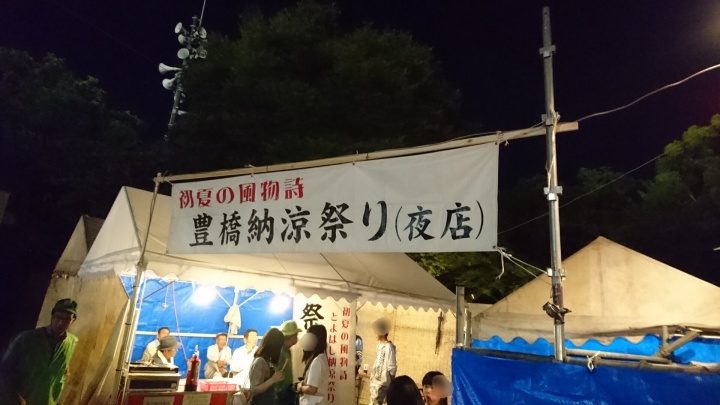 初夏の風物詩
豊橋納涼祭り(夜店)
初夏の風物詩
とよはし納涼祭り
祭